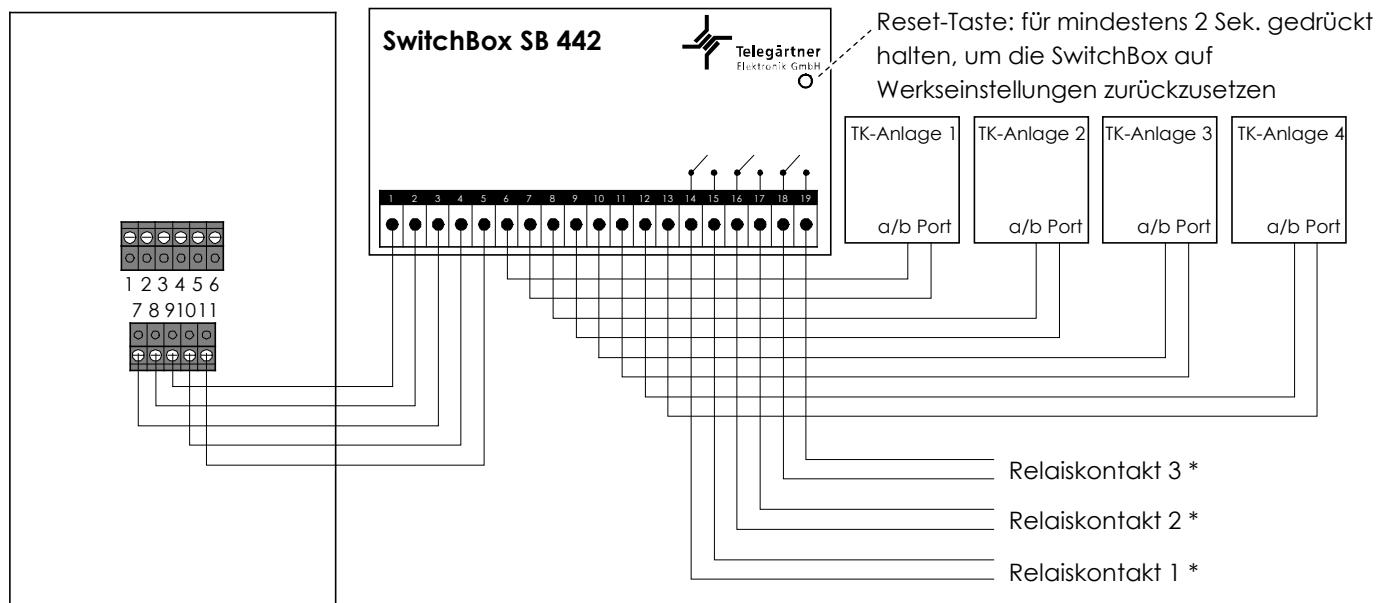 SwitchBox SB 442
Telegärtner
Elektronik GmbH
Reset-Taste: für mindestens 2 Sek. gedrückt
halten, um die SwitchBox auf
Werkseinstellungen zurückzusetzen
TK-Anlage 1
TK-Anlage 2
TK-Anlage 3
TK-Anlage 4
a/b Port
a/b Port
a/b Port
a/b Port
1 2 3 4 5 6 7 8 9 10 11 12 13 14 15 16 17 18 19
1 2 3 4 5 6
7 8 9 10 11
Relaiskontakt 3 *
Relaiskontakt 2 *
Relaiskontakt 1 *